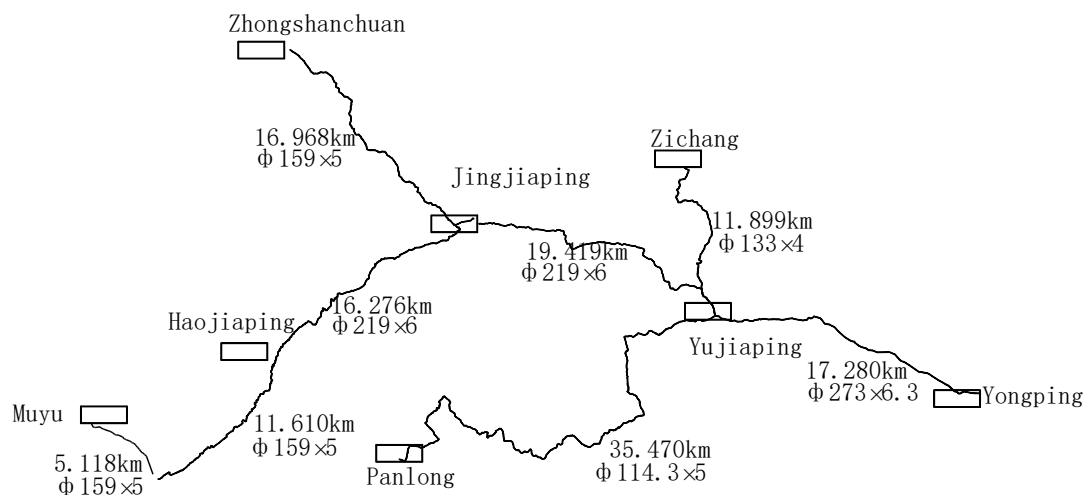 Zhongshanchuan
16.968km
φ159×5
Zichang
Jingjiaping
11.899km
φ133×4
19.419km
φ219×6
16.276km
φ219×6
Haojiaping
Yujiaping
17.280km
φ273×6.3
Yongping
Muyu
11.610km
φ159×5
5.118km
φ159×5
Panlong
35.470km
φ114.3×5